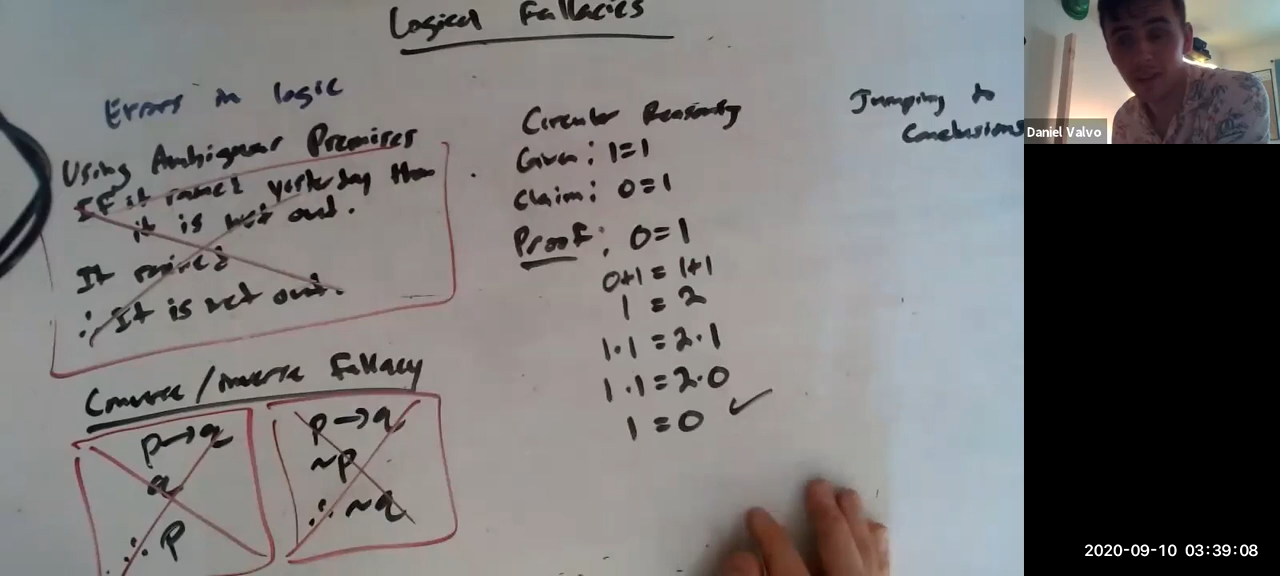 Logical Fallacies
Errors in logic
Using Ambiguous Premises
If it rained yesterday then
it is wet out.
It rained
∴ It is wet out.
Converse/inverse Fallacy
p→q
q
∴ p
p→q
~p
∴ ~q
Circular Reasoning
Given: 1=1
Claim: 0=1
Proof: 0=1
0+1 = 1+1
1 = 2
1·1 = 2·1
1·1 = 2·0
1 = 0 ✓
Jumping to
Conclusions
Daniel Valvo
2020-09-10 03:39:08